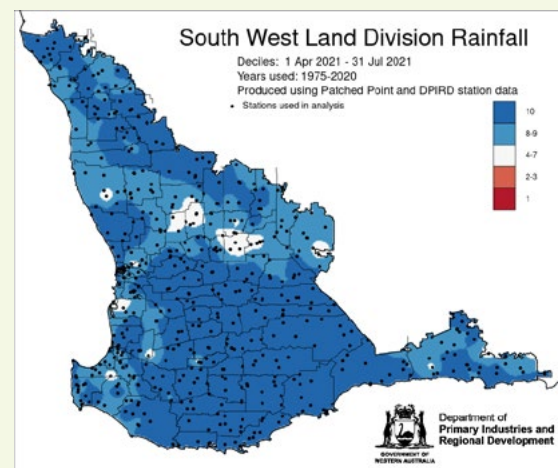 South West Land Division Rainfall
Deciles: 1 Apr 2021 - 31 Jul 2021
Years used: 1975-2020
Produced using Patched Point and DPIRD station data
• Stations used in analysis
10
8-9
4-7
2-3
1
Department of
Primary Industries and
Regional Development
GOVERNMENT OF
WESTERN AUSTRALIA